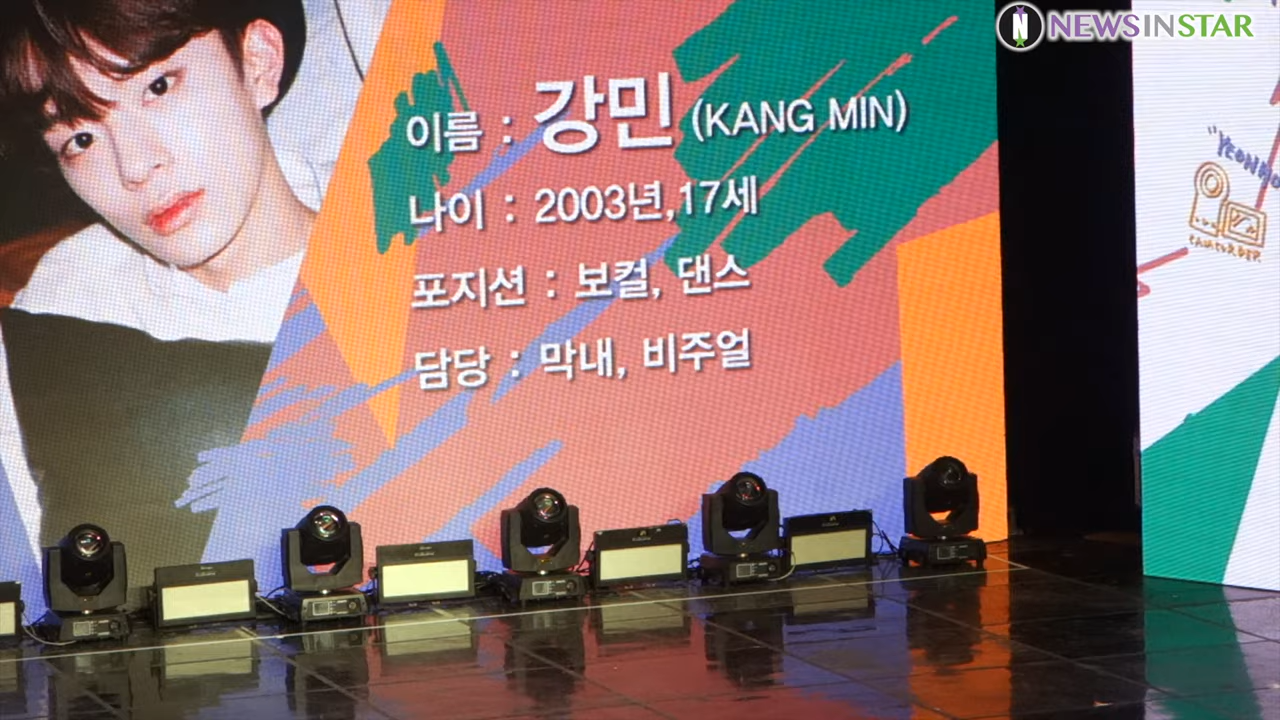 NEWSINSTAR
이름 : 강민 (KANG MIN)
나이 : 2003년,17세
포지션 : 보컬, 댄스
담당 : 막내, 비주얼